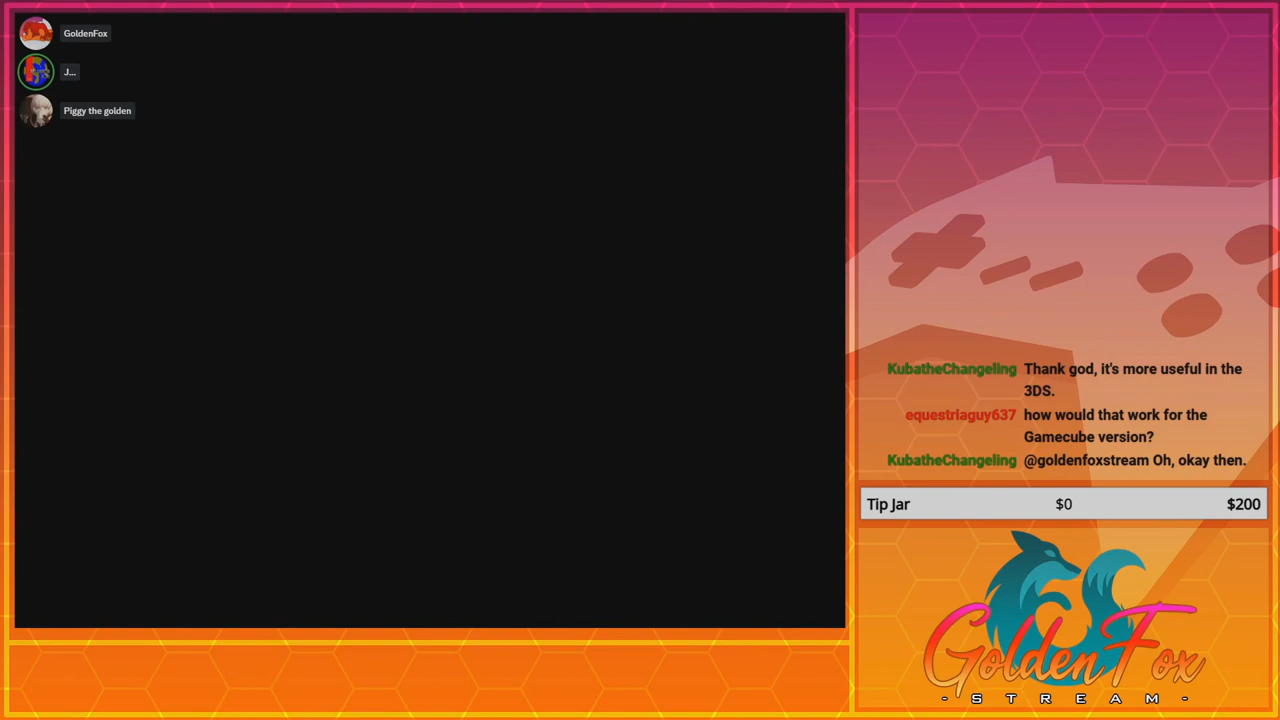 GoldenFox
J...
Piggy the golden
KubatheChangeling Thank god, it's more useful in the
3DS.
equestriaguy637 how would that work for the
Gamecube version?
KubatheChangeling @goldenfoxstream Oh, okay then.
Tip Jar $0 $200
GoldenFox
- S T R E A M -